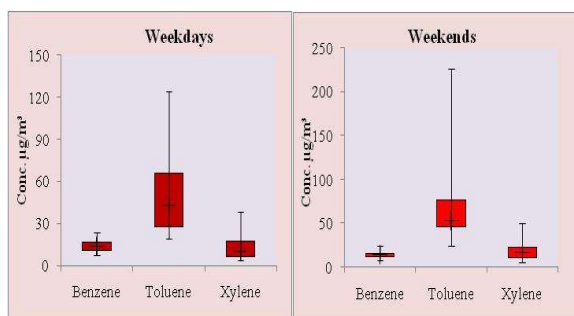 Weekdays
Conc. µg/m³
150
120
90
60
30
0
Benzene Toluene Xylene
Weekends
Conc. µg/m³
250
200
150
100
50
0
Benzene Toluene Xylene